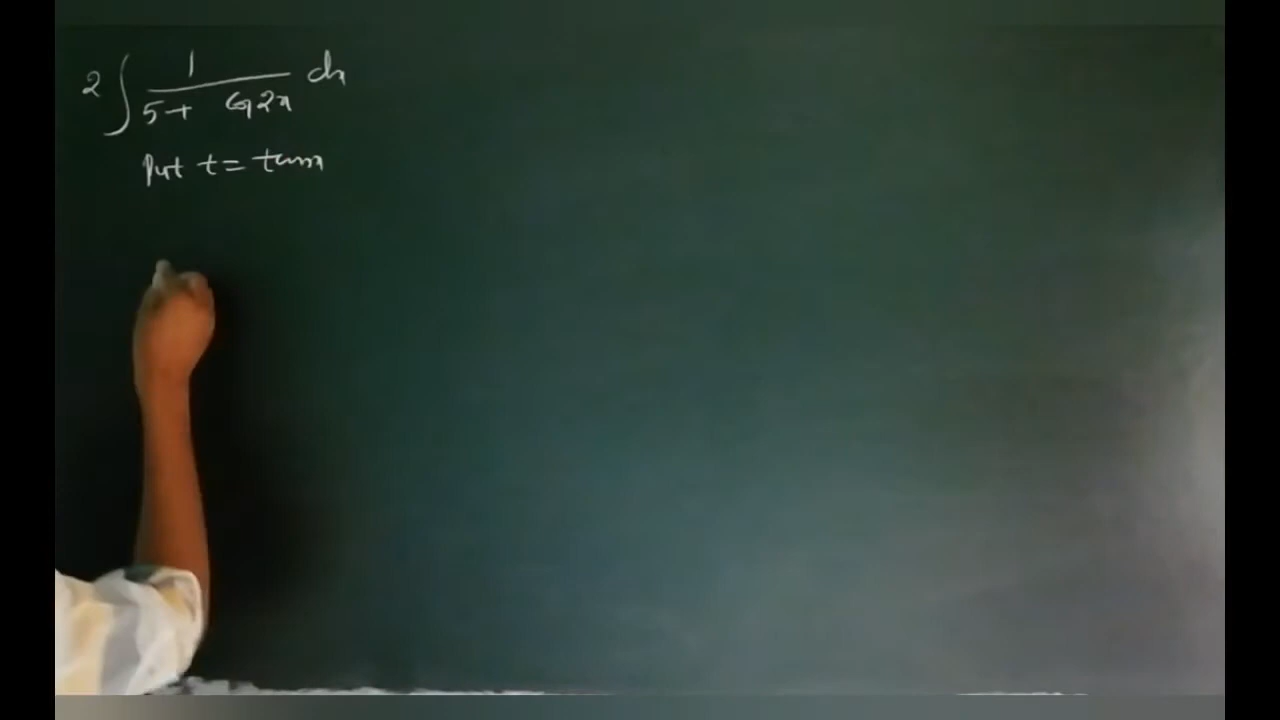 2 ∫ 1/(5+ cos2x) dx
Put t = tanx